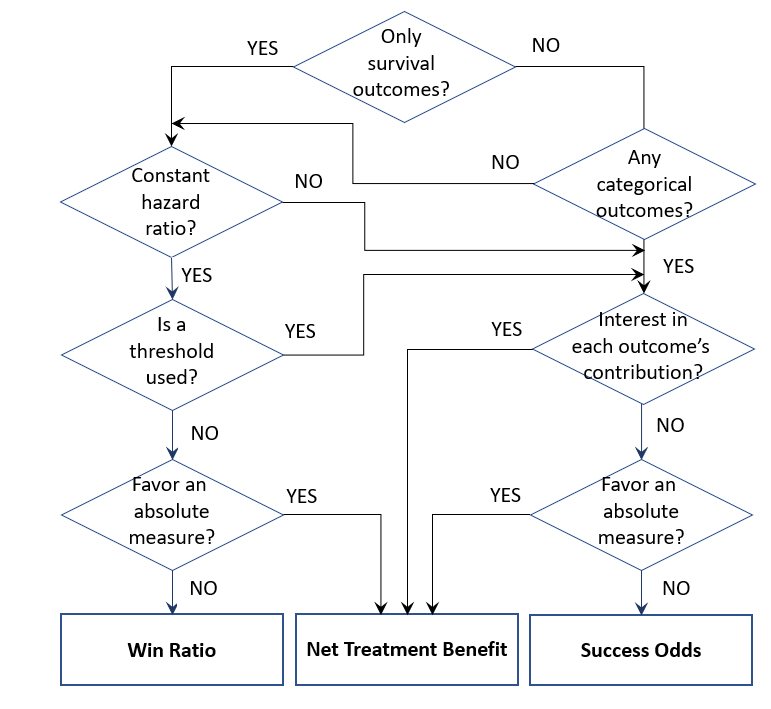 Only
survival
outcomes?
YES
NO
Any
categorical
outcomes?
NO
Constant
hazard
ratio?
NO
YES
YES
Is a
threshold
used?
YES
Interest in
each outcome’s
contribution?
YES
NO
NO
Favor an
absolute
measure?
YES
Favor an
absolute
measure?
YES
NO
NO
Win Ratio
Net Treatment Benefit
Success Odds